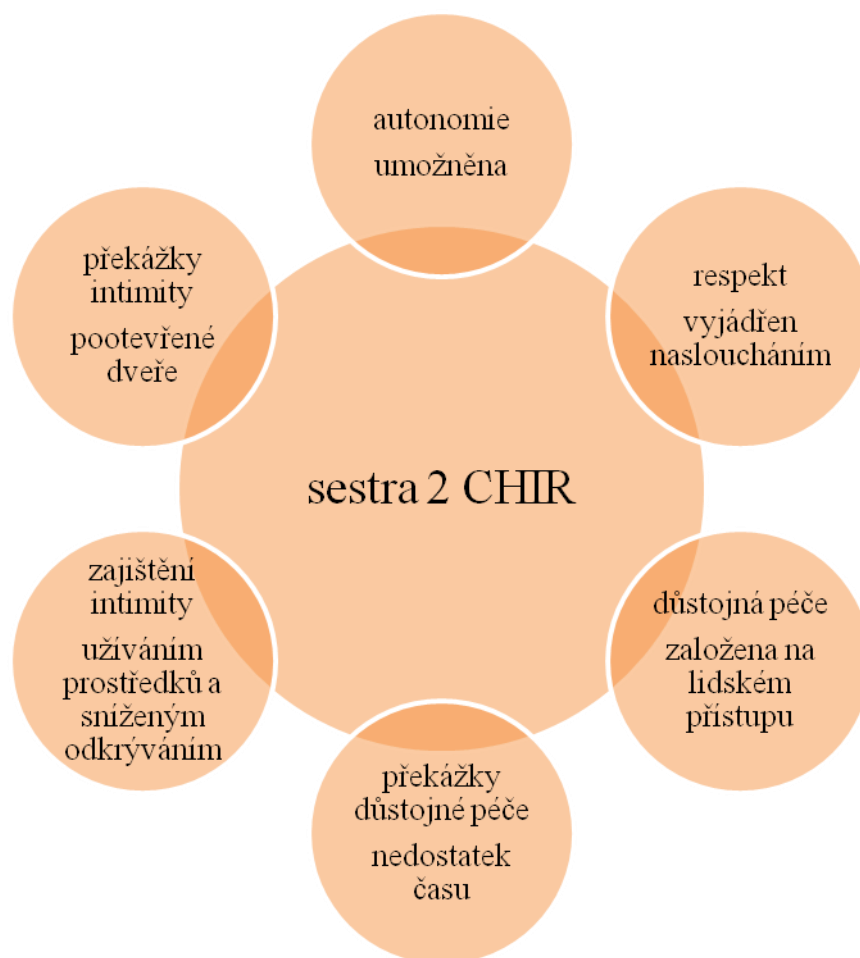 autonomie
umožněna
překážky
intimity
pootevřené
dveře
respekt
vyjádřen
nasloucháním
sestra 2 CHIR
zajištění
intimity
užíváním
prostředků a
sníženým
odkrýváním
důstojná péče
založena na
lidském
přístupu
překážky
důstojné péče
nedostatek
času